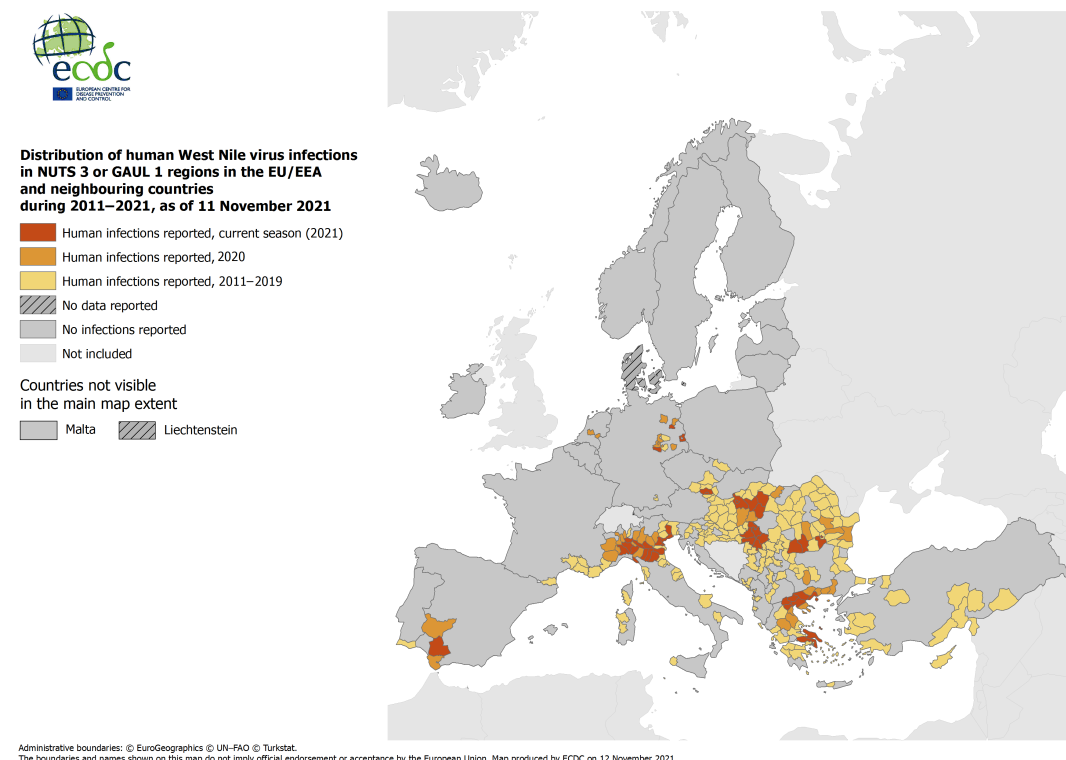 ecdc
EUROPEAN CENTRE FOR
DISEASE PREVENTION
AND CONTROL
Distribution of human West Nile virus infections
in NUTS 3 or GAUL 1 regions in the EU/EEA
and neighbouring countries
during 2011–2021, as of 11 November 2021
Human infections reported, current season (2021)
Human infections reported, 2020
Human infections reported, 2011–2019
No data reported
No infections reported
Not included
Countries not visible
in the main map extent
Malta
Liechtenstein
Administrative boundaries: © EuroGeographics © UN–FAO © Turkstat.
The boundaries and names shown on this map do not imply official endorsement or acceptance by the European Union. Map produced by ECDC on 12 November 2021